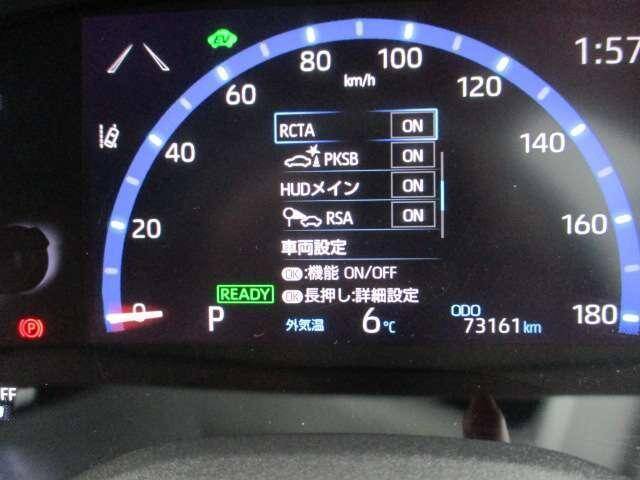 EV
1:57
80
100
km/h
60
120
RCTA ON
PKSB ON
40
140
HUDメイン ON
RSA ON
20
160
車両設定
OK:機能 ON/OFF
READY
OK長押し:詳細設定
0
P
外気温 6℃
ODO
73161km
180
(P)